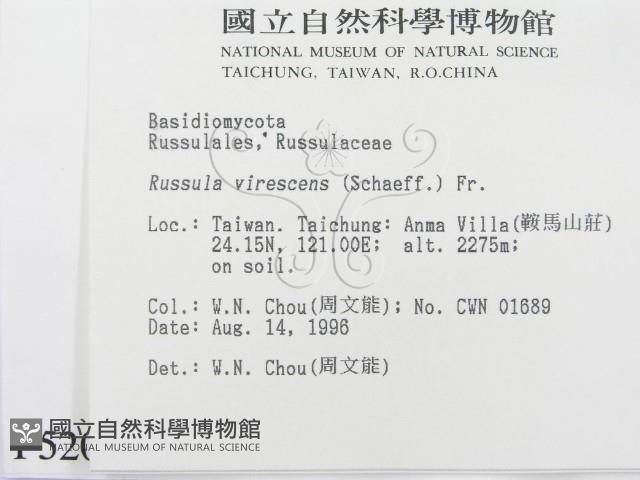 國立自然科學博物館
NATIONAL MUSEUM OF NATURAL SCIENCE
TAICHUNG, TAIWAN, R.O.CHINA
Basidiomycota
Russulales, Russulaceae
Russula virescens (Schaeff.) Fr.
Loc.: Taiwan. Taichung: Anma Villa(鞍馬山莊)
24.15N, 121.00E; alt. 2275m;
on soil.
Col.: W.N. Chou(周文能); No. CWN 01689
Date: Aug. 14, 1996
Det.: W.N. Chou(周文能)
國立自然科學博物館
NATIONAL MUSEUM OF NATURAL SCIENCE